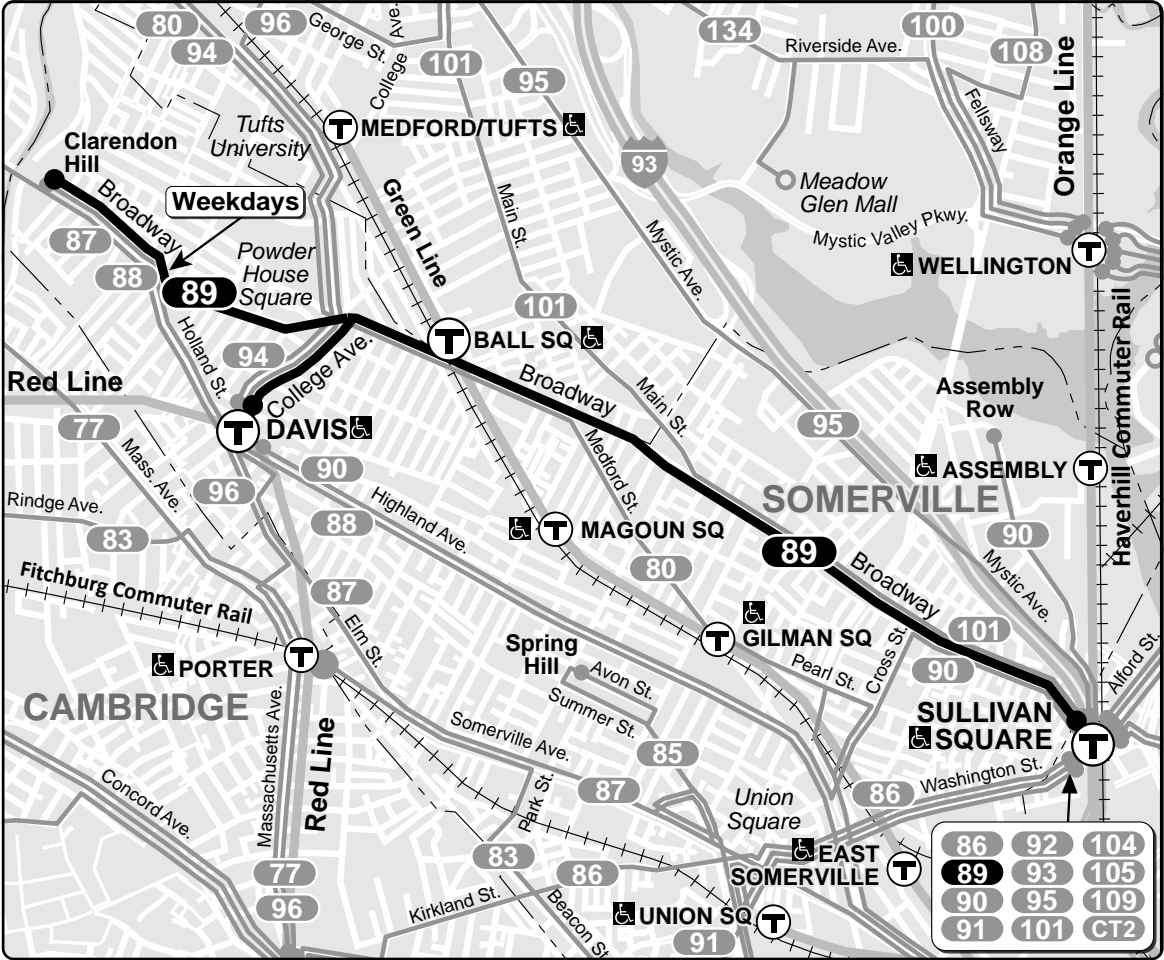 80
96
George St.
College Ave.
134
100
94
101
95
Riverside Ave.
108
Orange Line
Fellsway
Clarendon
Hill
Tufts
University
T
MEDFORD/TUFTS
93
Meadow
Glen Mall
Mystic Valley Pkwy.
Broadway
Weekdays
Green Line
Main St.
Mystic Ave.
87
88
89
Powder
House
Square
T
WELLINGTON
101
Haverhill Commuter Rail
Holland St.
94
College Ave.
T
BALL SQ
Broadway
Main St.
Assembly
Row
Red Line
77
T
DAVIS
95
Mass. Ave.
90
Medford St.
T
ASSEMBLY
96
SOMERVILLE
Rindge Ave.
83
88
Highland Ave.
T
MAGOUN SQ
89
90
Fitchburg Commuter Rail
80
Broadway
Mystic Ave.
87
Elm St.
T
GILMAN SQ
101
Alford St.
Spring
Hill
Pearl St.
Cross St.
90
T
PORTER
Avon St.
Summer St.
CAMBRIDGE
Massachusetts Ave.
Red Line
Somerville Ave.
85
SULLIVAN
SQUARE
T
Concord Ave.
Park St.
87
Union
Square
86
Washington St.
77
83
86
EAST
SOMERVILLE
T
96
Kirkland St.
Beacon St
UNION SQ
T
91
86 92 104
89 93 105
90 95 109
91 101 CT2